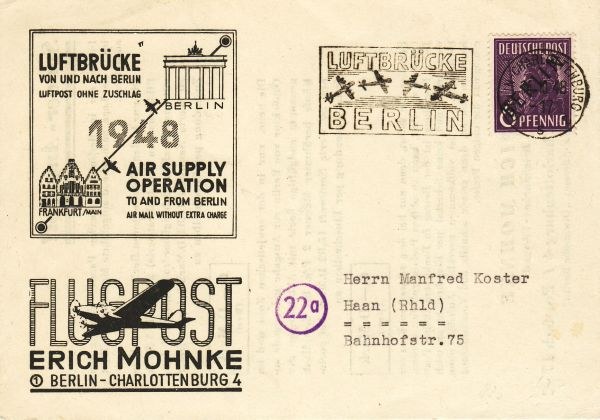 LUFTBRÜCKE"
VON UND NACH BERLIN
LUFTPOST OHNE ZUSCHLAG
BERLIN
1948
AIR SUPPLY
OPERATION
TO AND FROM BERLIN
AIR MAIL WITHOUT EXTRA CHARGE
FRANKFURT/MAIN
FLUGPOST
ERICH MOHNKE
① BERLIN-CHARLOTTENBURG 4
LUFTBRÜCKE
BERLIN
DEUTSCHE POST
PFENNIG
22a
Herrn Manfred Koster
Haan (Rhld)
= = = = = =
Bahnhofstr.75